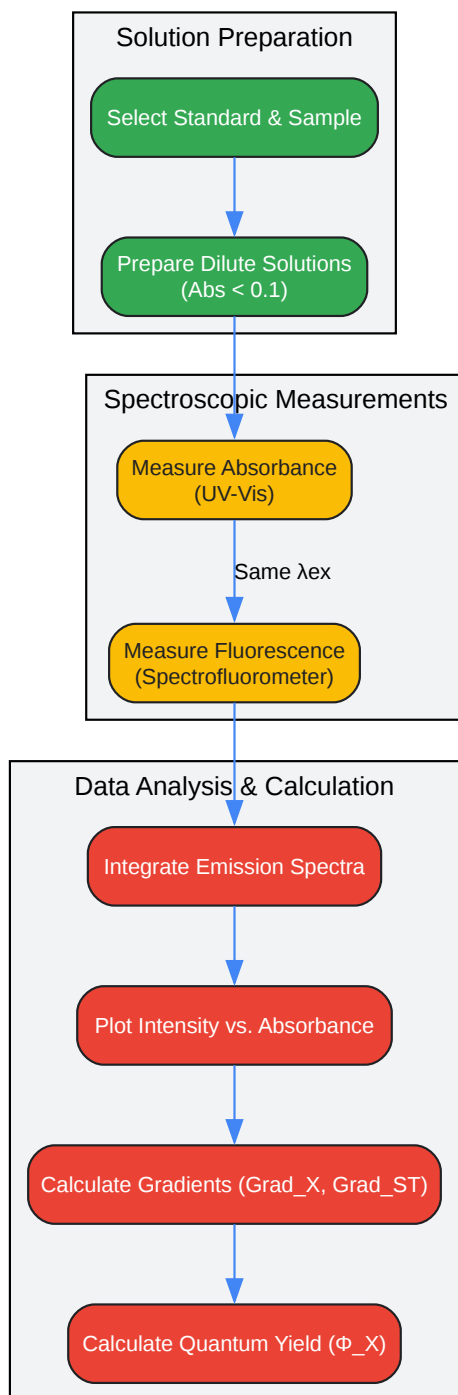 Solution Preparation
Select Standard & Sample
Prepare Dilute Solutions
(Abs < 0.1)
Spectroscopic Measurements
Measure Absorbance
(UV-Vis)
Same λex
Measure Fluorescence
(Spectrofluorometer)
Data Analysis & Calculation
Integrate Emission Spectra
Plot Intensity vs. Absorbance
Calculate Gradients (Grad_X, Grad_ST)
Calculate Quantum Yield (Φ_X)